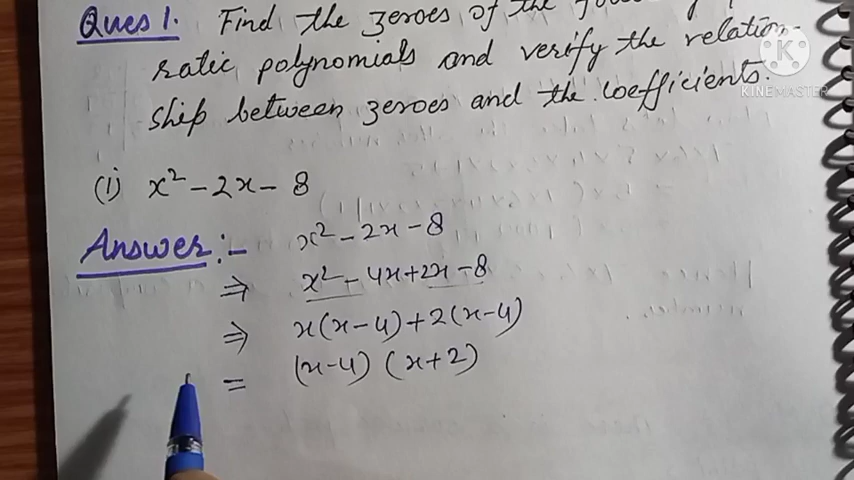 Ques 1. Find the zeroes of the
ratic polynomials and verify the relation-
ship between zeroes and the coefficients.
KINEMASTER
(i) x² - 2x - 8
Answer :- x² - 2x - 8
⇒ x² - 4x + 2x - 8
⇒ x(x-4) + 2(x-4)
= (x-4) (x+2)